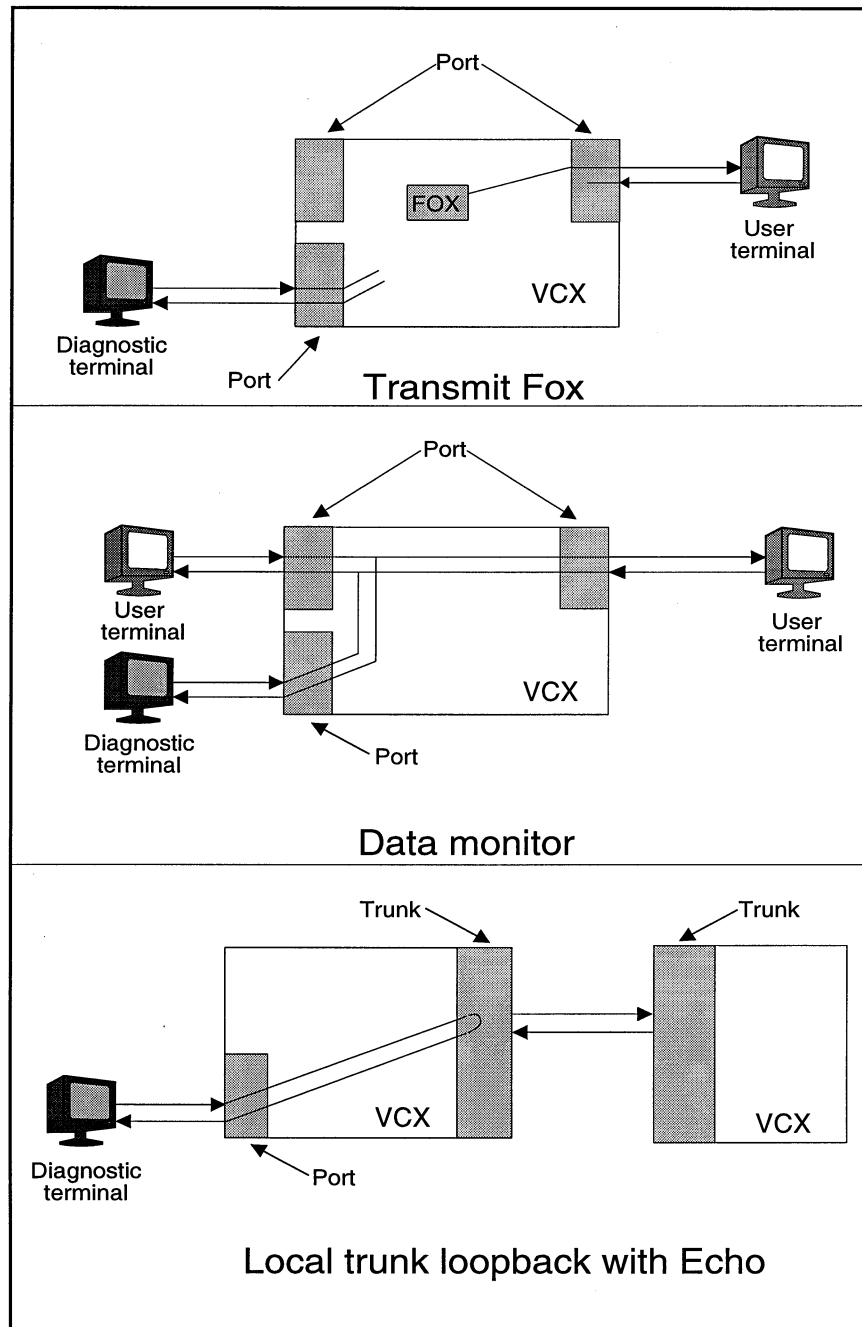 Port
FOX
User
terminal
VCX
Diagnostic
terminal
Port
Transmit Fox
Port
User
terminal
User
terminal
VCX
Diagnostic
terminal
Port
Data monitor
Trunk
Trunk
VCX
VCX
Diagnostic
terminal
Port
Local trunk loopback with Echo